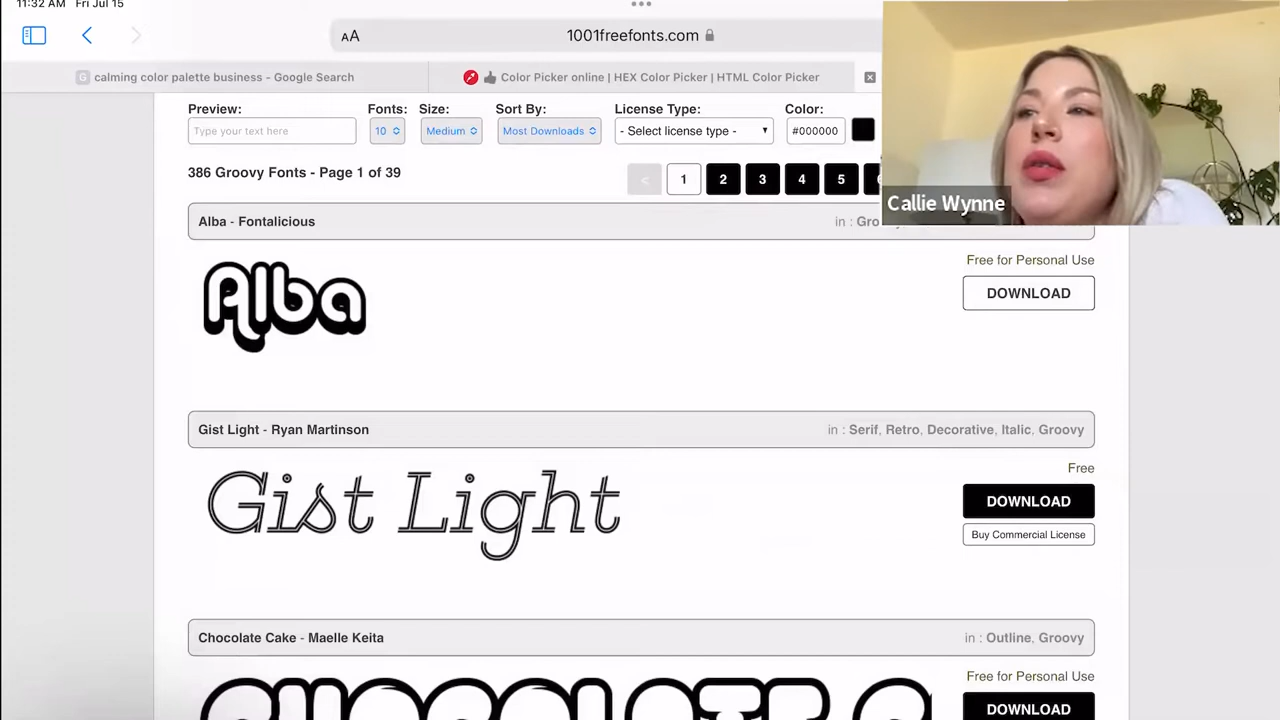 11:32 AM Fri Jul 15
AA 1001freefonts.com
calming color palette business - Google Search
Color Picker online | HEX Color Picker | HTML Color Picker
Preview: Fonts: Size: Sort By: License Type: Color:
Type your text here 10 Medium Most Downloads - Select license type - #000000
386 Groovy Fonts - Page 1 of 39
< 1 2 3 4 5
Callie Wynne
Alba - Fontalicious in :
Free for Personal Use
Alba
DOWNLOAD
Gist Light - Ryan Martinson in : Serif, Retro, Decorative, Italic, Groovy
Free
Gist Light
DOWNLOAD
Buy Commercial License
Chocolate Cake - Maelle Keita in : Outline, Groovy
Free for Personal Use
CHOCOLATE C
DOWNLOAD